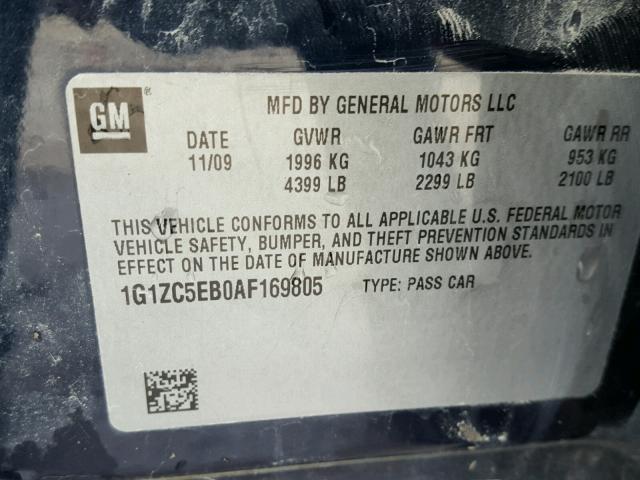 GM ®
MFD BY GENERAL MOTORS LLC
DATE GVWR GAWR FRT GAWR RR
11/09 1996 KG 1043 KG 953 KG
4399 LB 2299 LB 2100 LB
THIS VEHICLE CONFORMS TO ALL APPLICABLE U.S. FEDERAL MOTOR
VEHICLE SAFETY, BUMPER, AND THEFT PREVENTION STANDARDS IN
EFFECT ON THE DATE OF MANUFACTURE SHOWN ABOVE.
1G1ZC5EB0AF169805 TYPE: PASS CAR